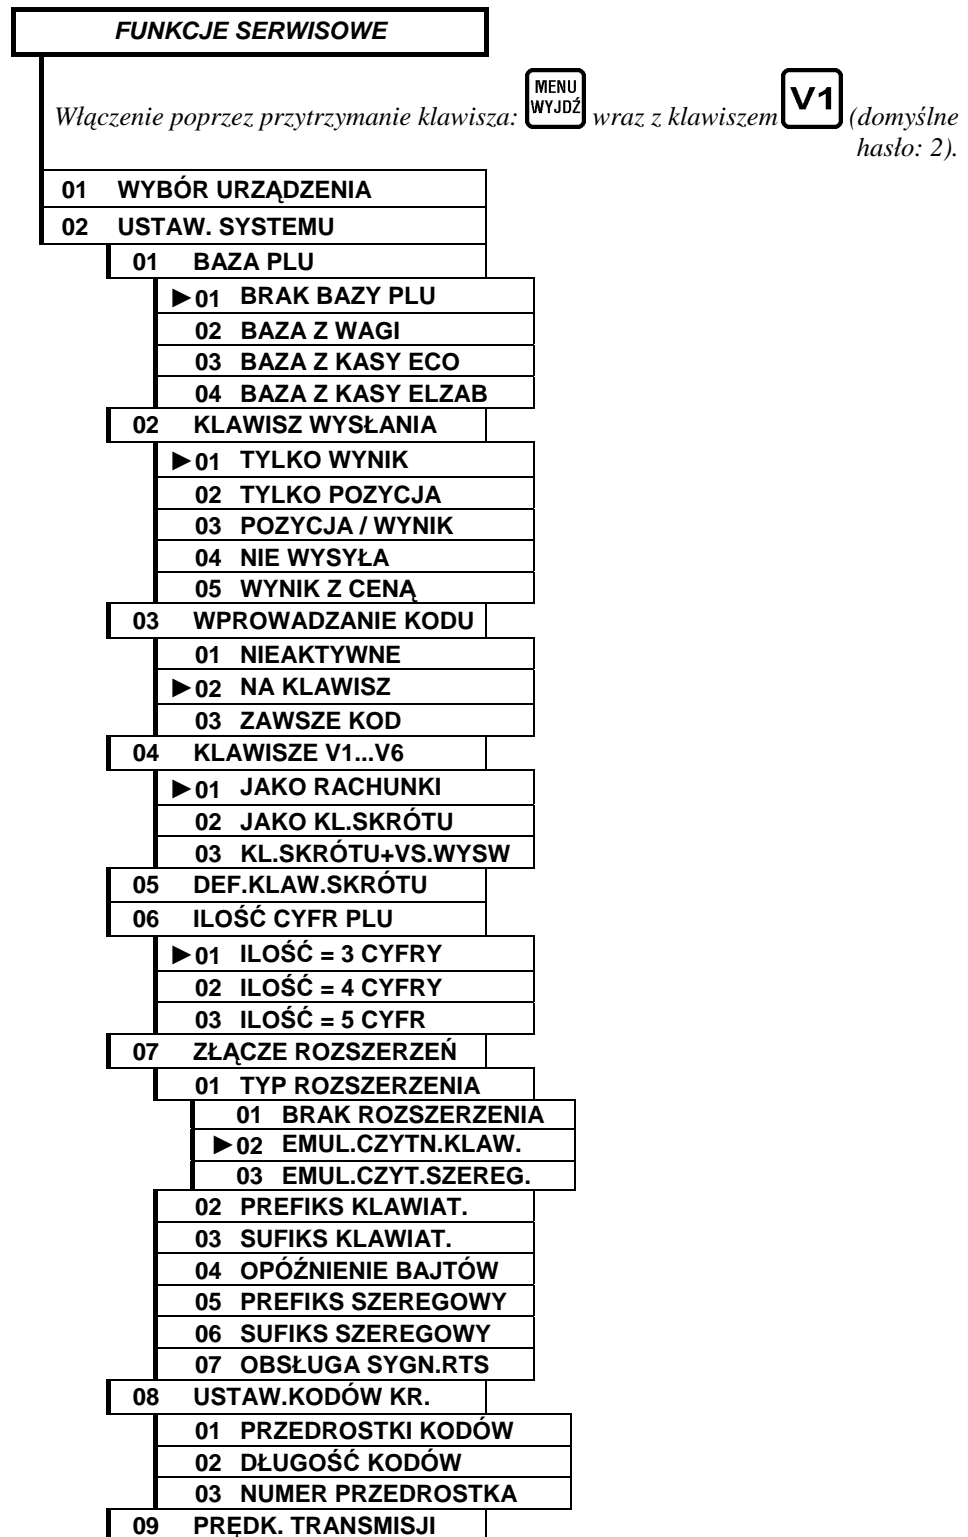 FUNKCJE SERWISOWE
Włączenie poprzez przytrzymanie klawisza: MENU WYJDŹ wraz z klawiszem V1 (domyślne
hasło: 2).
01 WYBÓR URZĄDZENIA
02 USTAW. SYSTEMU
01 BAZA PLU
►01 BRAK BAZY PLU
02 BAZA Z WAGI
03 BAZA Z KASY ECO
04 BAZA Z KASY ELZAB
02 KLAWISZ WYSŁANIA
►01 TYLKO WYNIK
02 TYLKO POZYCJA
03 POZYCJA / WYNIK
04 NIE WYSYŁA
05 WYNIK Z CENĄ
03 WPROWADZANIE KODU
01 NIEAKTYWNE
►02 NA KLAWISZ
03 ZAWSZE KOD
04 KLAWISZE V1...V6
►01 JAKO RACHUNKI
02 JAKO KL.SKRÓTU
03 KL.SKRÓTU+VS.WYSW
05 DEF.KLAW.SKRÓTU
06 ILOŚĆ CYFR PLU
►01 ILOŚĆ = 3 CYFRY
02 ILOŚĆ = 4 CYFRY
03 ILOŚĆ = 5 CYFR
07 ZŁĄCZE ROZSZERZEŃ
01 TYP ROZSZERZENIA
01 BRAK ROZSZERZENIA
►02 EMUL.CZYTN.KLAW.
03 EMUL.CZYT.SZEREG.
02 PREFIKS KLAWIAT.
03 SUFIKS KLAWIAT.
04 OPÓŹNIENIE BAJTÓW
05 PREFIKS SZEREGOWY
06 SUFIKS SZEREGOWY
07 OBSŁUGA SYGN.RTS
08 USTAW.KODÓW KR.
01 PRZEDROSTKI KODÓW
02 DŁUGOŚĆ KODÓW
03 NUMER PRZEDROSTKA
09 PRĘDK. TRANSMISJI